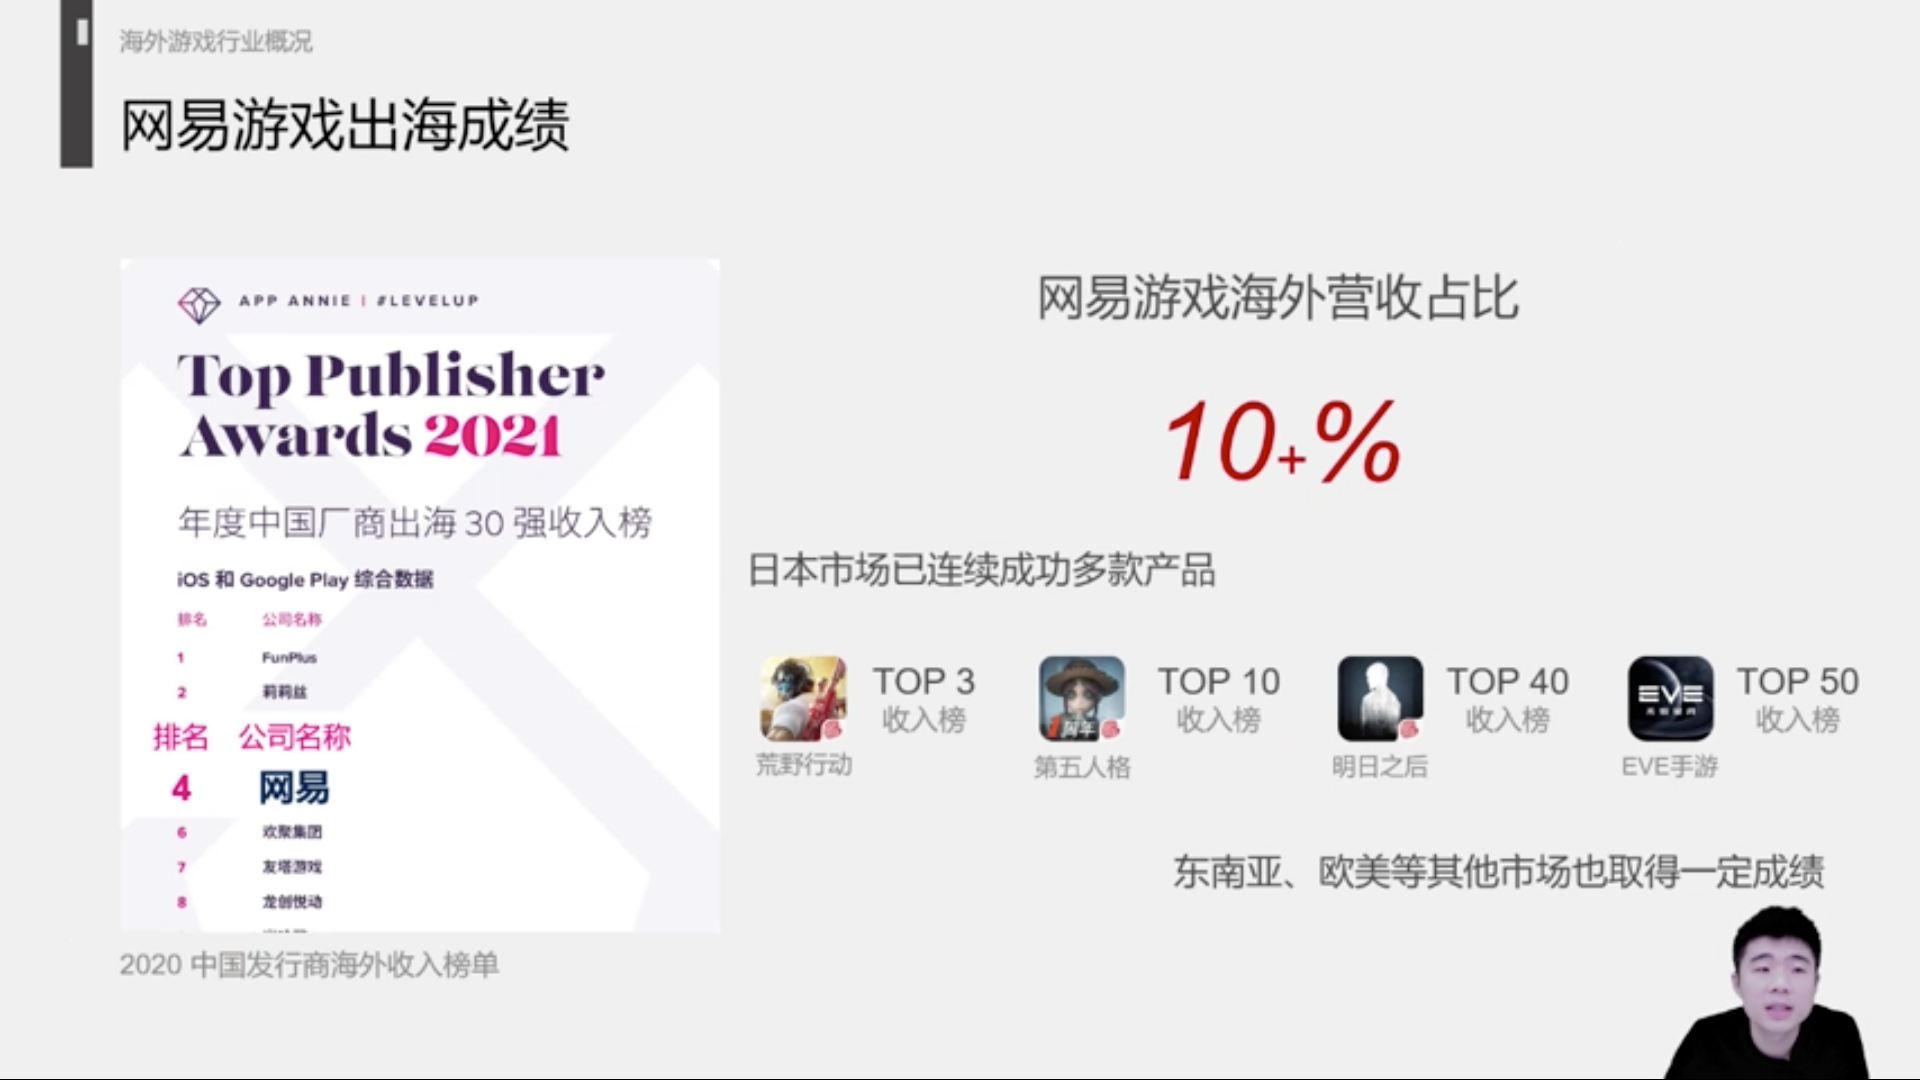 海外游戏行业概况
网易游戏出海成绩
APP ANNIE | #LEVELUP
Top Publisher
Awards 2021
年度中国厂商出海 30 强收入榜
iOS 和 Google Play 综合数据
排名 公司名称
1 FunPlus
2 莉莉丝
排名 公司名称
4 网易
6 欢聚集团
7 友塔游戏
8 龙创悦动
2020 中国发行商海外收入榜单
网易游戏海外营收占比
10+%
日本市场已连续成功多款产品
TOP 3
收入榜
荒野行动
1周年
TOP 10
收入榜
第五人格
TOP 40
收入榜
明日之后
EVE
TOP 50
收入榜
EVE手游
东南亚、欧美等其他市场也取得一定成绩